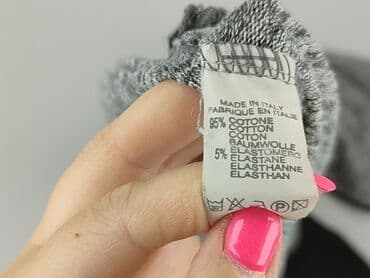 MADE IN ITALY
FABRIQUE EN ITALIE
95% COTONE
COTTON
COTON
BAUMWOLLE
5% ELASTOMERO
ELASTANE
ELASTHANNE
ELASTHAN